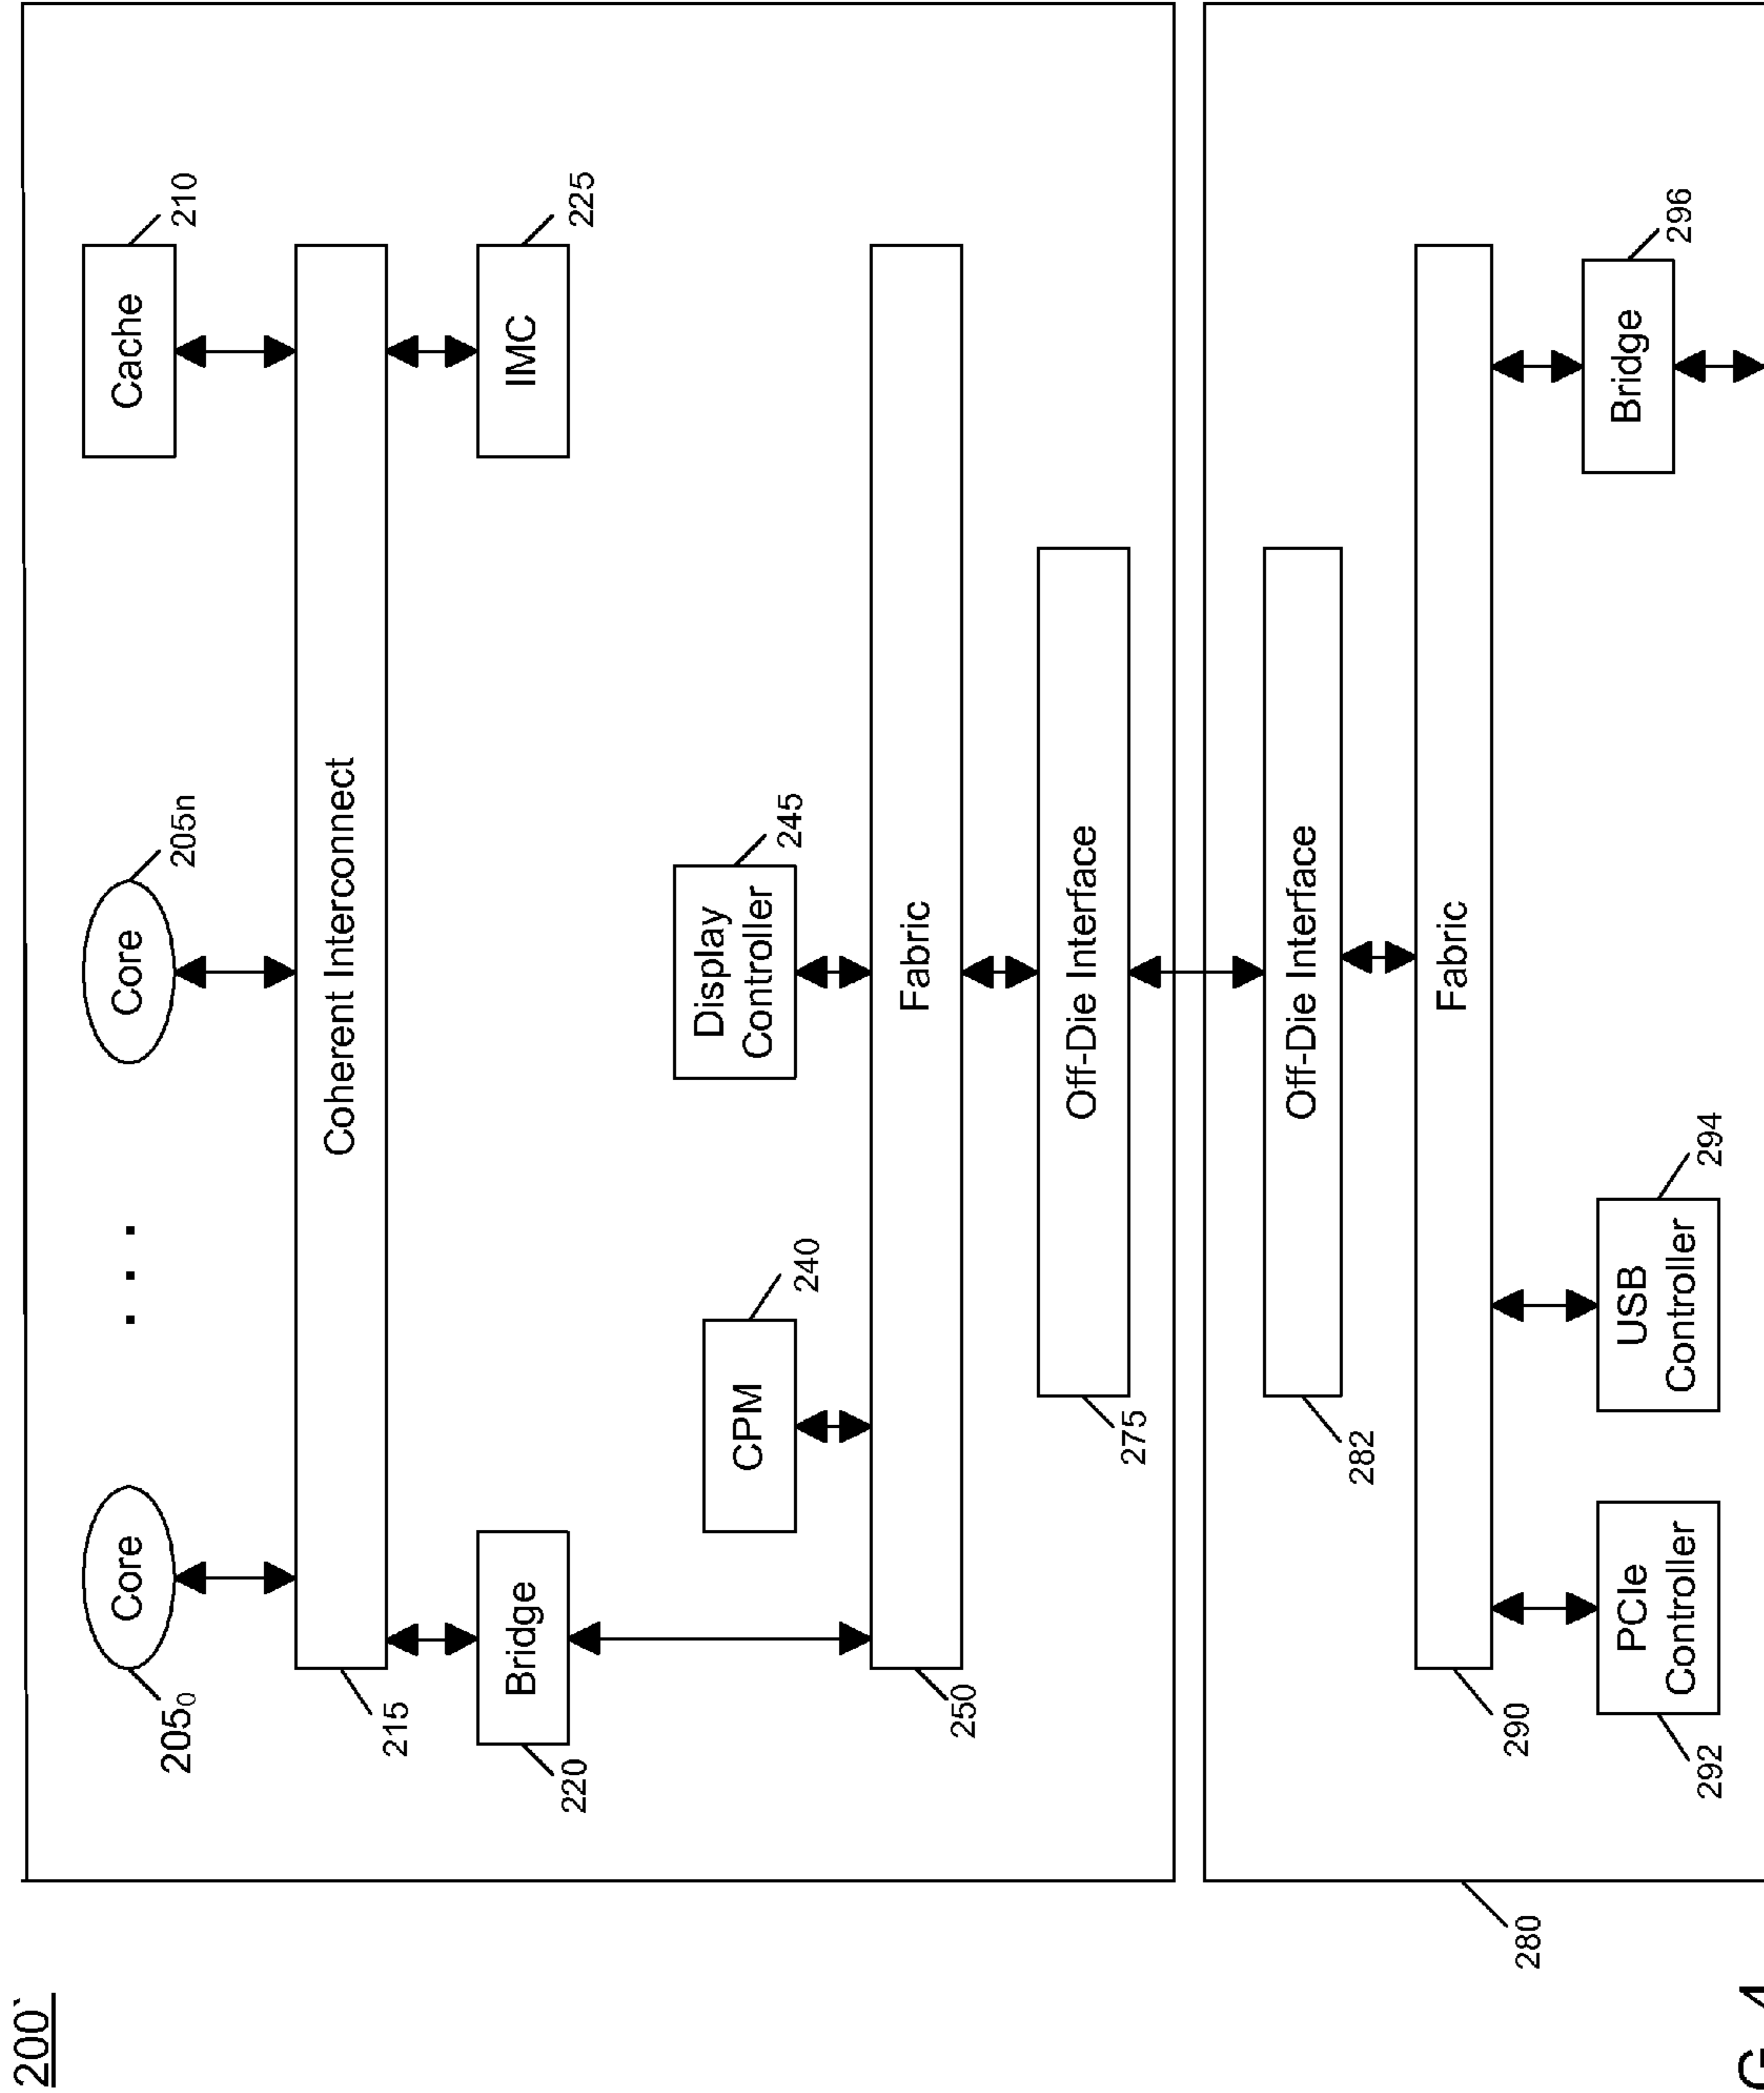 200`
Core
. . .
Core
Cache
205₀
205n
210
Coherent Interconnect
215
Bridge
IMC
220
225
Display
Controller
CPM
245
240
Fabric
250
Off-Die Interface
275
Off-Die Interface
282
Fabric
280
290
Bridge
PCIe
Controller
USB
Controller
296
292
294